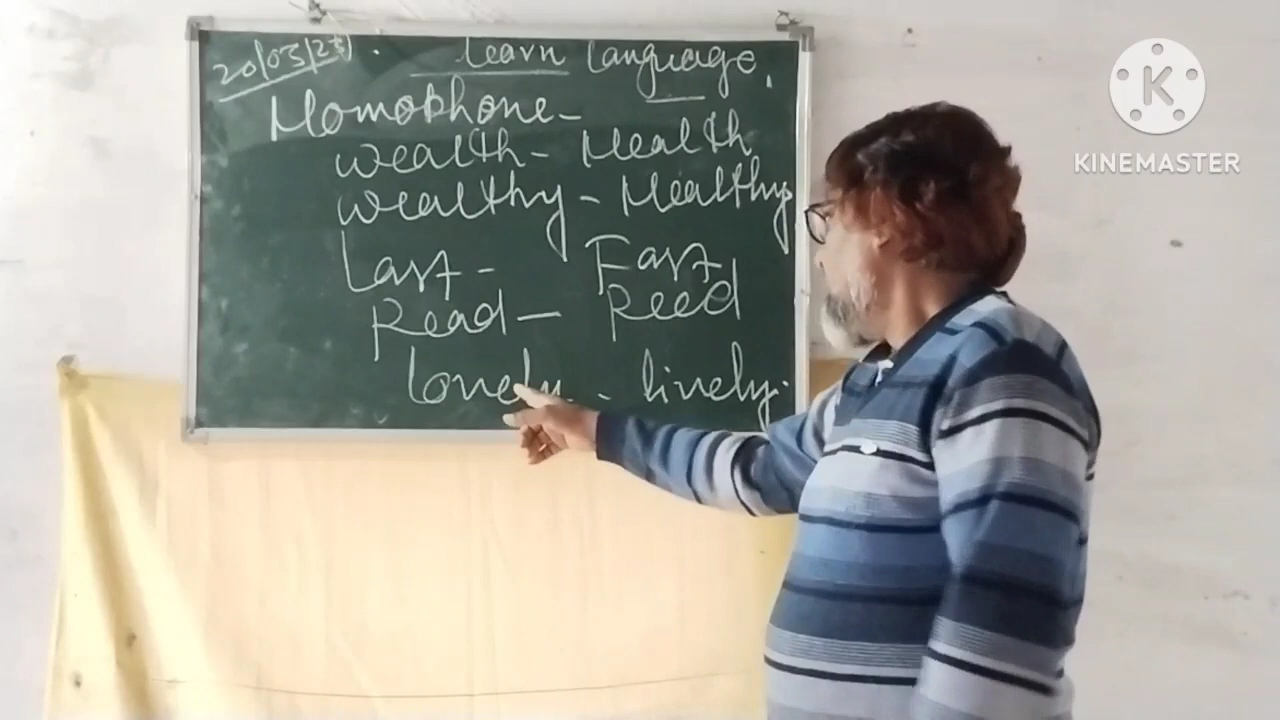 20/03/23). Learn language.
Homophone-
Wealth - Health
Wealthy - Healthy
Last - Fast
Read - Reed
Lonely - lively.
K
KINEMASTER